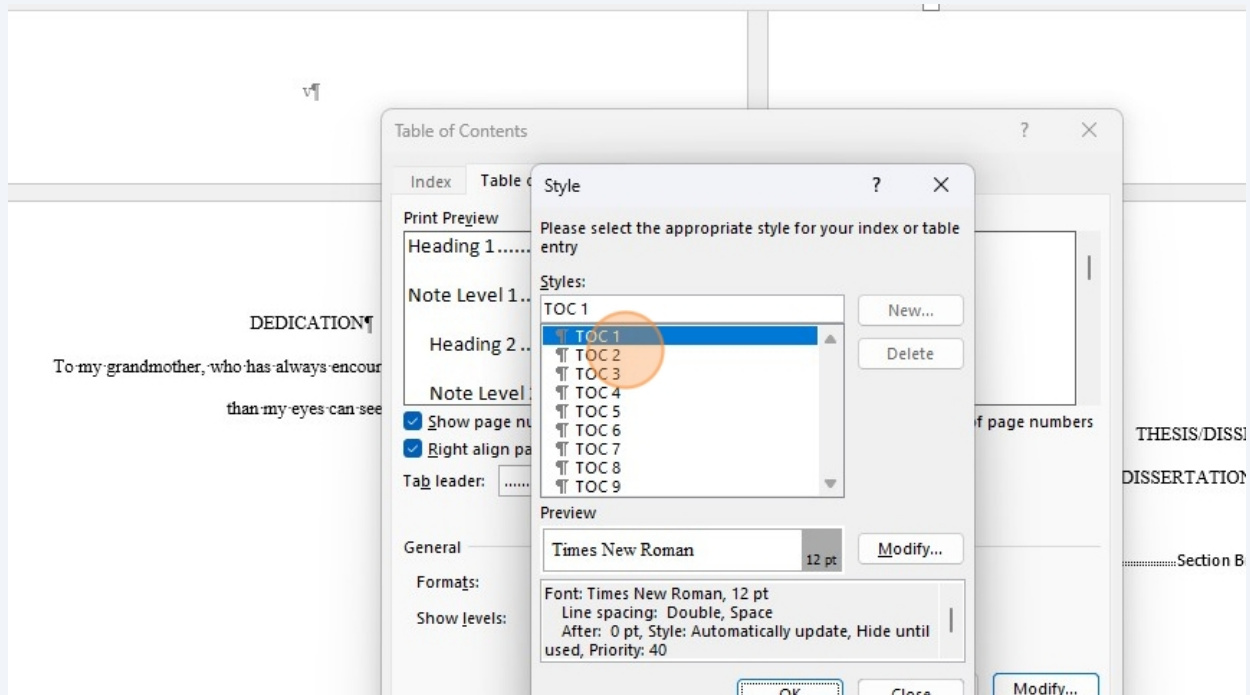 v¶
Table of Contents ? ×
Index Table
Style ? ×
Print Preview
Please select the appropriate style for your index or table
entry
Heading 1......
Styles:
Note Level 1..
TOC 1
New...
DEDICATION¶
¶ TOC 1
Heading 2 ..
¶ TOC 2
Delete
To·my·grandmother,·who·has·always·encour
¶ TOC 3
Note Level
¶ TOC 4
than·my·eyes·can·see
¶ TOC 5
Show page nu
of page numbers
¶ TOC 6
THESIS/DISS
Right align pa
¶ TOC 7
¶ TOC 8
Tab leader: ......
¶ TOC 9
DISSERTATION
Preview
General
Times New Roman
12 pt
Modify...
Section B
Formats:
Font: Times New Roman, 12 pt
Line spacing: Double, Space
Show levels:
After: 0 pt, Style: Automatically update, Hide until
used, Priority: 40
OK
Close
Modify...